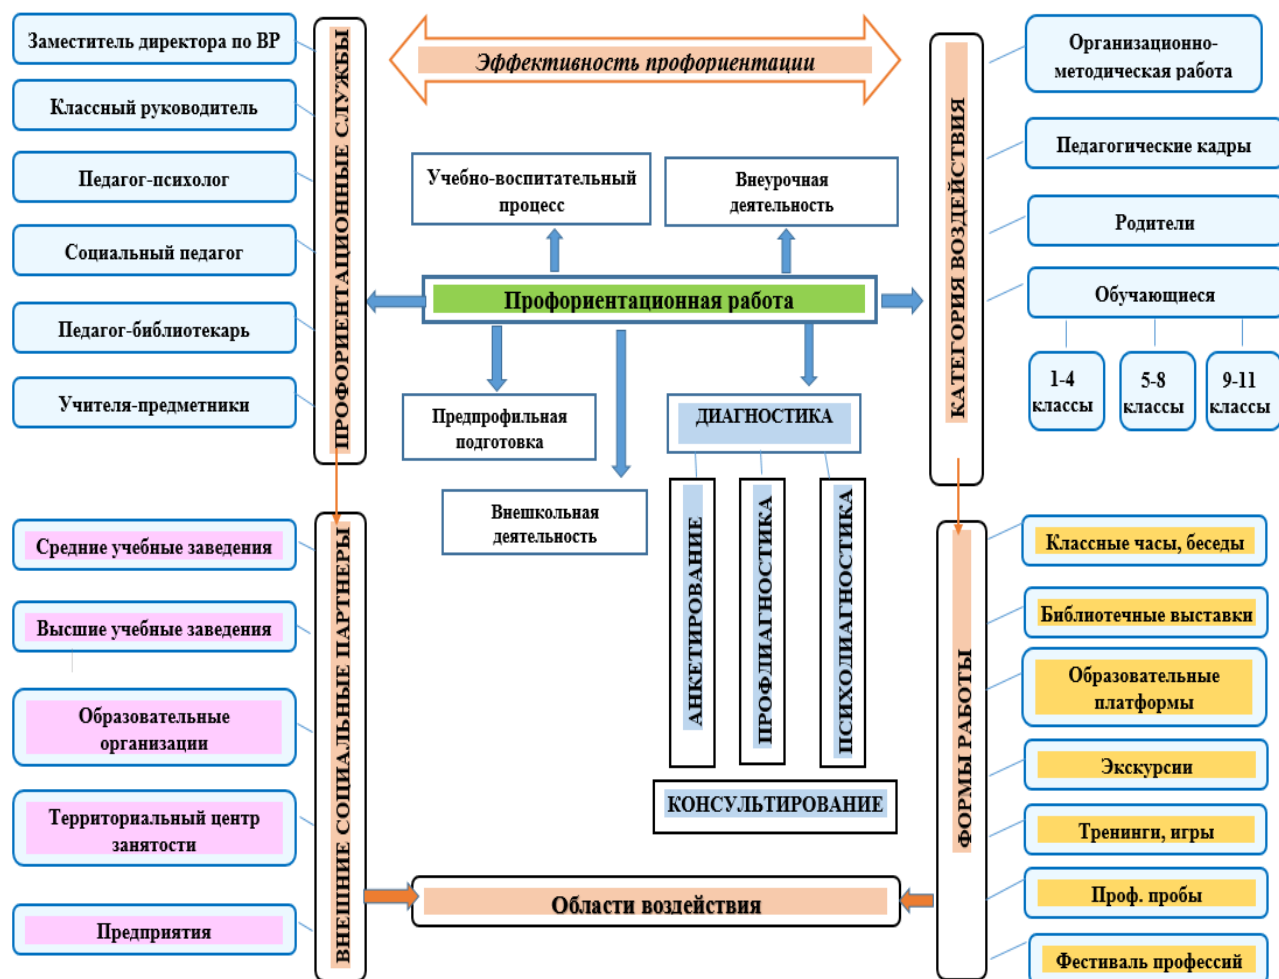 Заместитель директора по ВР
Классный руководитель
Педагог-психолог
Социальный педагог
Педагог-библиотекарь
Учителя-предметники
ПРОФОРИЕНТАЦИОННЫЕ СЛУЖБЫ
Эффективность профориентации
Учебно-воспитательный
процесс
Внеурочная
деятельность
Профориентационная работа
Предпрофильная
подготовка
Внешкольная
деятельность
ДИАГНОСТИКА
АНКЕТИРОВАНИЕ
ПРОФДИАГНОСТИКА
ПСИХОДИАГНОСТИКА
КОНСУЛЬТИРОВАНИЕ
КАТЕГОРИЯ ВОЗДЕЙСТВИЯ
Организационно-
методическая работа
Педагогические кадры
Родители
Обучающиеся
1-4
классы
5-8
классы
9-11
классы
Средние учебные заведения
Высшие учебные заведения
Образовательные
организации
Территориальный центр
занятости
Предприятия
ВНЕШНИЕ СОЦИАЛЬНЫЕ ПАРТНЕРЫ
Области воздействия
ФОРМЫ РАБОТЫ
Классные часы, беседы
Библиотечные выставки
Образовательные
платформы
Экскурсии
Тренинги, игры
Проф. пробы
Фестиваль профессий